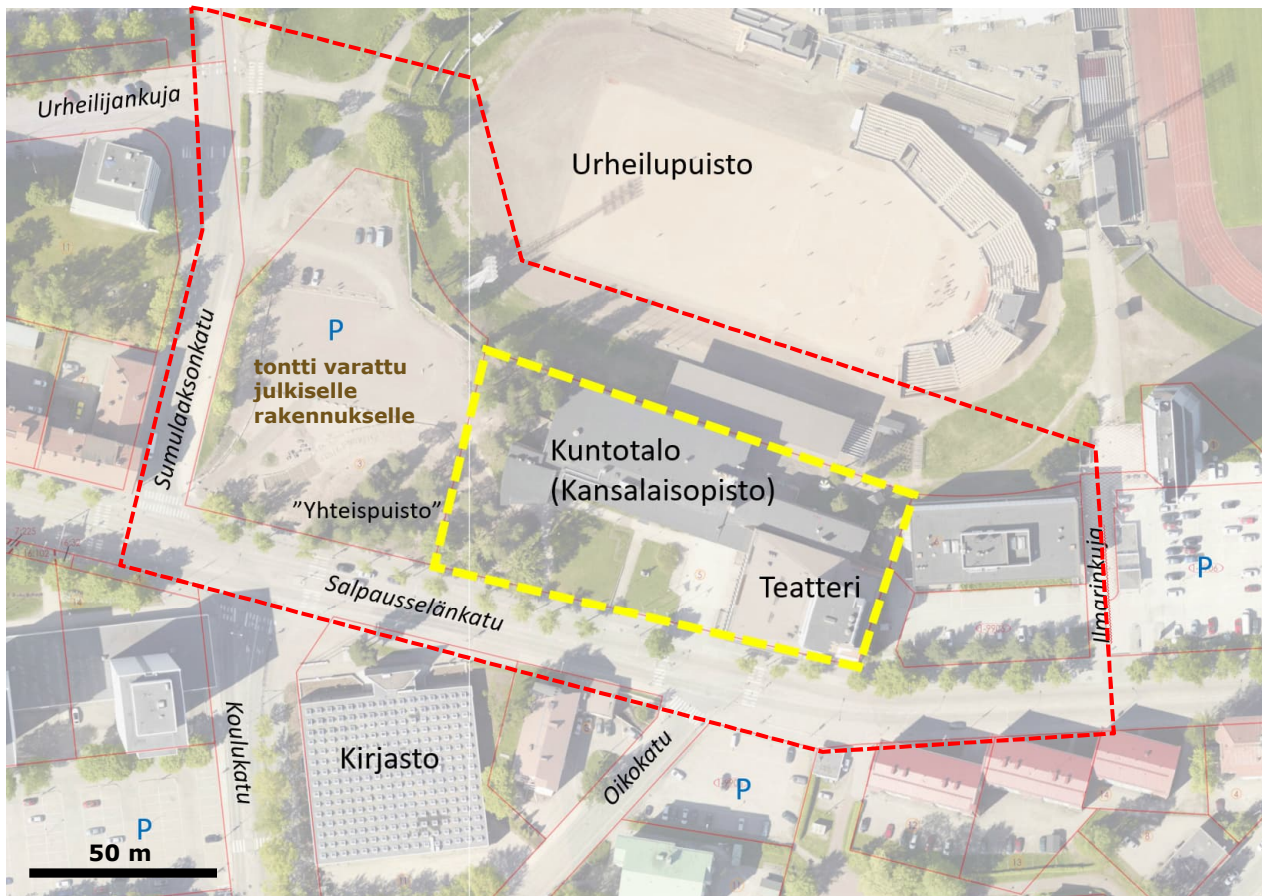 Urheilijankuja
Urheilupuisto
P
tontti varattu
julkiselle
rakennukselle
Sumulaaksonkatu
Kuntotalo
(Kansalaisopisto)
”Yhteispuisto”
Teatteri
P
Ilmarinkuja
Salpausselänkatu
Koulukatu
Kirjasto
Oikokatu
P
P
50 m